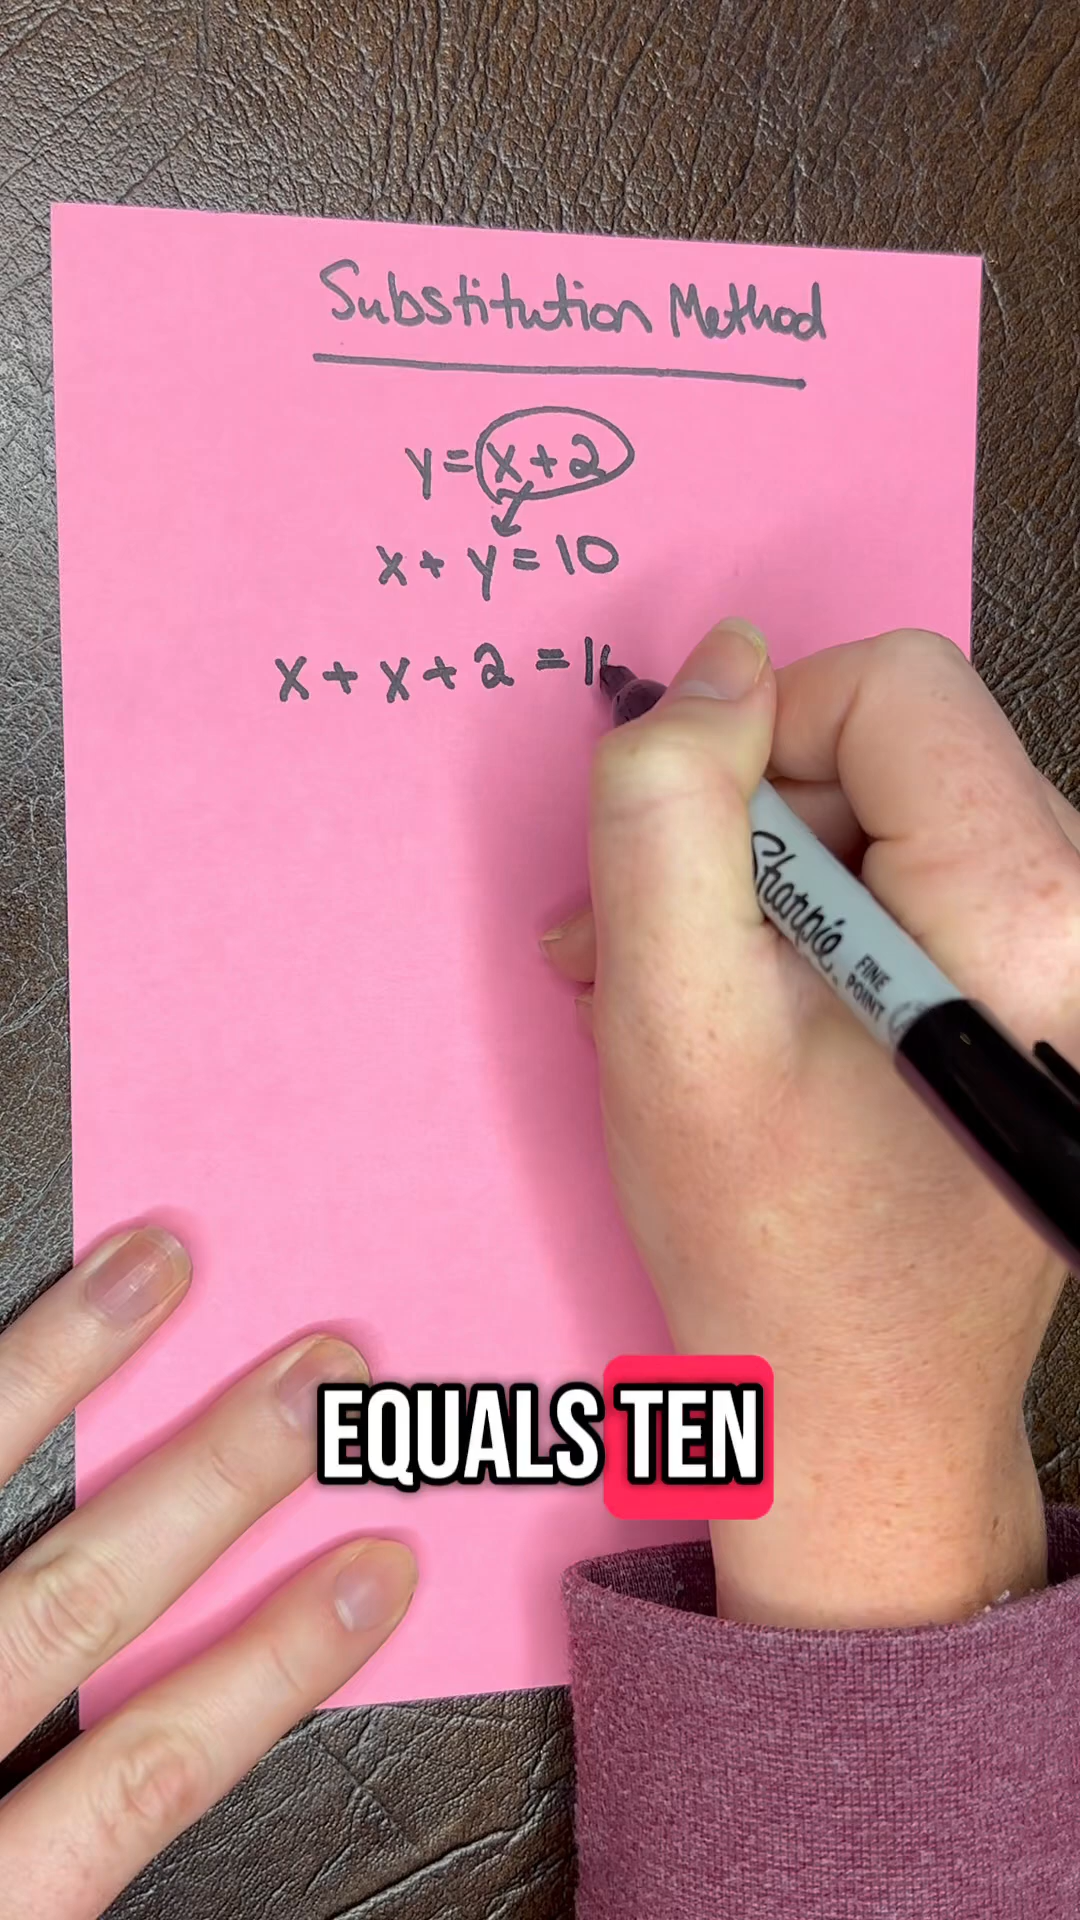 Substitution Method
y = x + 2
x + y = 10
x + x + 2 = 1
Sharpie
FINE
POINT
EQUALS TEN